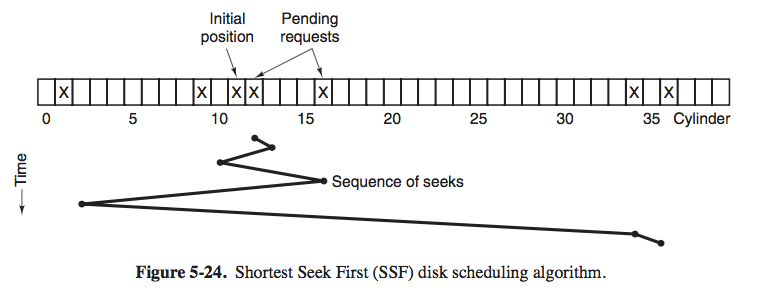 Initial Pending
position requests
X X X X X X X
0 5 10 15 20 25 30 35 Cylinder
Time
Sequence of seeks
Figure 5-24. Shortest Seek First (SSF) disk scheduling algorithm.